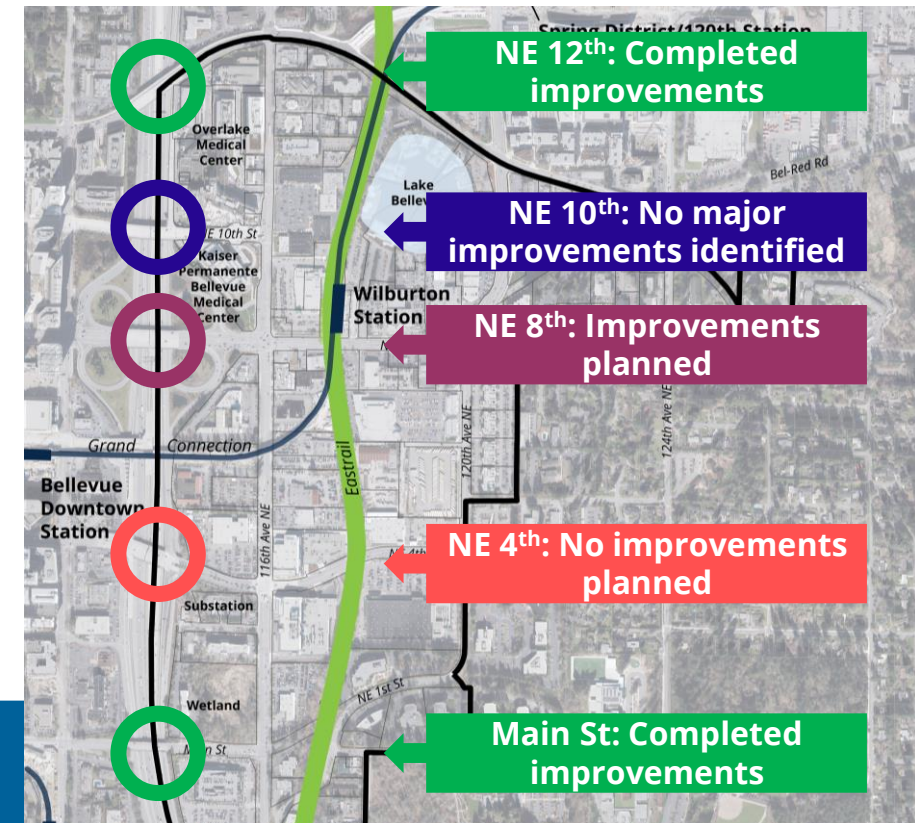 Spring District/120th Station
NE 12th: Completed
improvements
Overlake
Medical
Center
Bel-Red Rd
Lake
NE 10th: No major
improvements identified
E 10th St
Kaiser
Permanente
Bellevue
Medical
Center
Wilburton
Station
NE 8th: Improvements
planned
N
120th Ave NE
124th Ave NE
Grand Connection
Eastrail
Bellevue
Downtown
Station
116th Ave NE
NE 4th: No improvements
planned
Substation
NE 1st St
Wetland
Main St
Main St: Completed
improvements